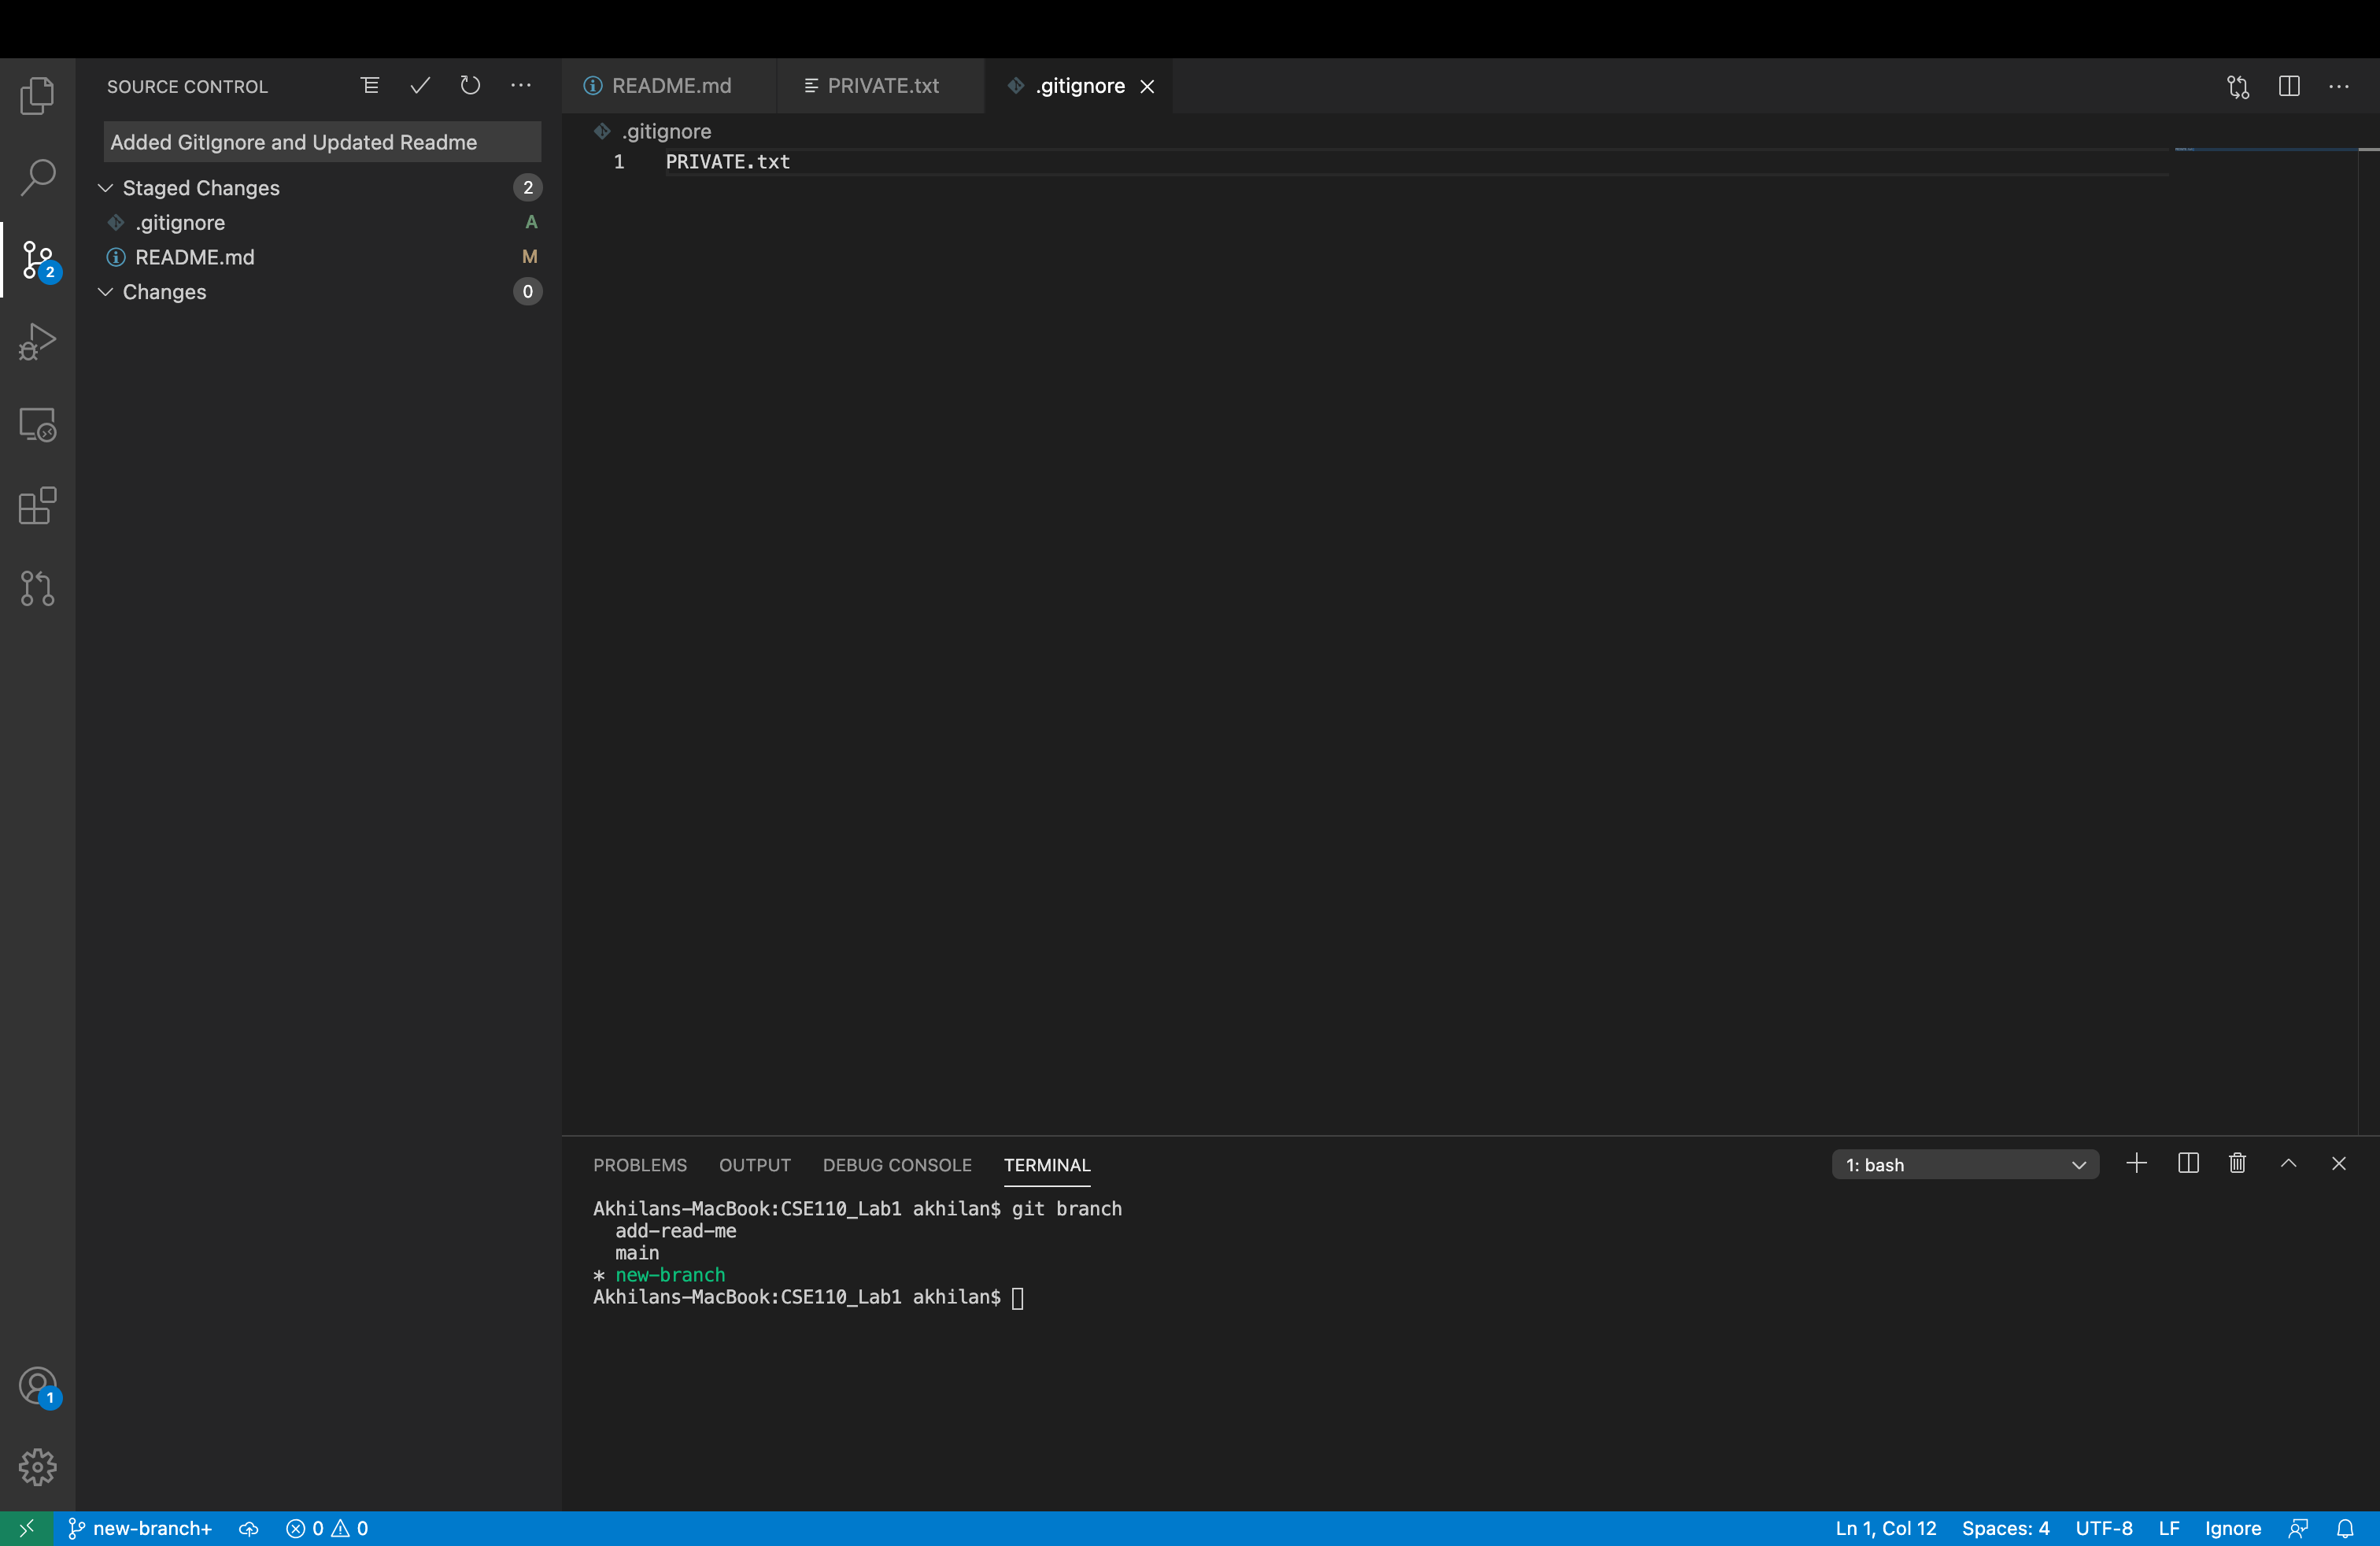 SOURCE CONTROL
Added GitIgnore and Updated Readme
Staged Changes 2
.gitignore A
README.md M
Changes 0
2
1
README.md PRIVATE.txt .gitignore
.gitignore
1 PRIVATE.txt
PROBLEMS OUTPUT DEBUG CONSOLE TERMINAL 1: bash
Akhilans-MacBook:CSE110_Lab1 akhilan$ git branch
add-read-me
main
* new-branch
Akhilans-MacBook:CSE110_Lab1 akhilan$
new-branch+ 0 0 Ln 1, Col 12 Spaces: 4 UTF-8 LF Ignore